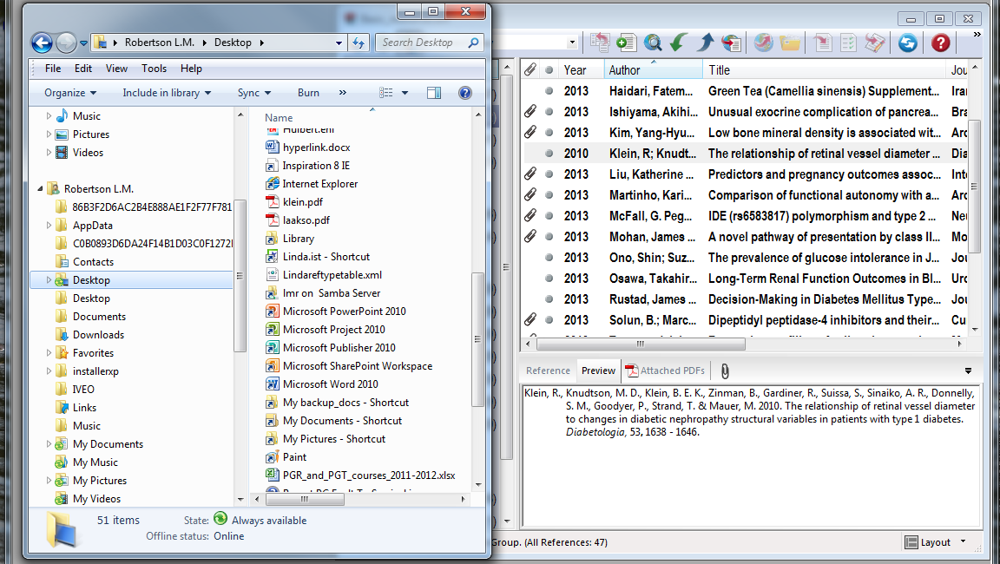 Robertson L.M. Desktop
Search Desktop
File Edit View Tools Help
Organize Include in library Sync Burn »
Music
Pictures
Videos
Robertson L.M.
86B3F2D6AC2B4E888AE1F2F77F781
AppData
C0B0893D6DA24F14B1D03C0F1272
Contacts
Desktop
Desktop
Documents
Downloads
Favorites
installerxp
IVEO
Links
Music
My Documents
My Music
My Pictures
My Videos
Name
Hulbert.enl
hyperlink.docx
Inspiration 8 IE
Internet Explorer
klein.pdf
laakso.pdf
Library
Linda.ist - Shortcut
Lindareftypetable.xml
lmr on Samba Server
Microsoft PowerPoint 2010
Microsoft Project 2010
Microsoft Publisher 2010
Microsoft SharePoint Workspace
Microsoft Word 2010
My backup_docs - Shortcut
My Documents - Shortcut
My Pictures - Shortcut
Paint
PGR_and_PGT_courses_2011-2012.xlsx
51 items State: Always available
Offline status: Online
»
Year Author Title Jou
2013 Haidari, Fatem... Green Tea (Camellia sinensis) Supplement... Irar
2013 Ishiyama, Akihi... Unusual exocrine complication of pancrea... Bra
2013 Kim, Yang-Hyu... Low bone mineral density is associated wit... Arc
2010 Klein, R; Knudt... The relationship of retinal vessel diameter ... Dia
2013 Liu, Katherine ... Predictors and pregnancy outcomes assoc... Inte
2013 Martinho, Kari... Comparison of functional autonomy with a... Arc
2013 McFall, G. Peg... IDE (rs6583817) polymorphism and type 2 ... Neu
2013 Mohan, James ... A novel pathway of presentation by class II... Mo
2013 Ono, Shin; Suz... The prevalence of glucose intolerance in J... Jou
2013 Osawa, Takahir... Long-Term Renal Function Outcomes in Bl... Urc
2013 Rustad, James ... Decision-Making in Diabetes Mellitus Type... Jou
2013 Solun, B.; Marc... Dipeptidyl peptidase-4 inhibitors and their... Cu
Reference Preview Attached PDFs
Klein, R., Knudtson, M. D., Klein, B. E. K., Zinman, B., Gardiner, R., Suissa, S., Sinaiko, A. R., Donnelly,
S. M., Goodyer, P., Strand, T. & Mauer, M. 2010. The relationship of retinal vessel diameter
to changes in diabetic nephropathy structural variables in patients with type 1 diabetes.
Diabetologia, 53, 1638 - 1646.
Group. (All References: 47)
Layout